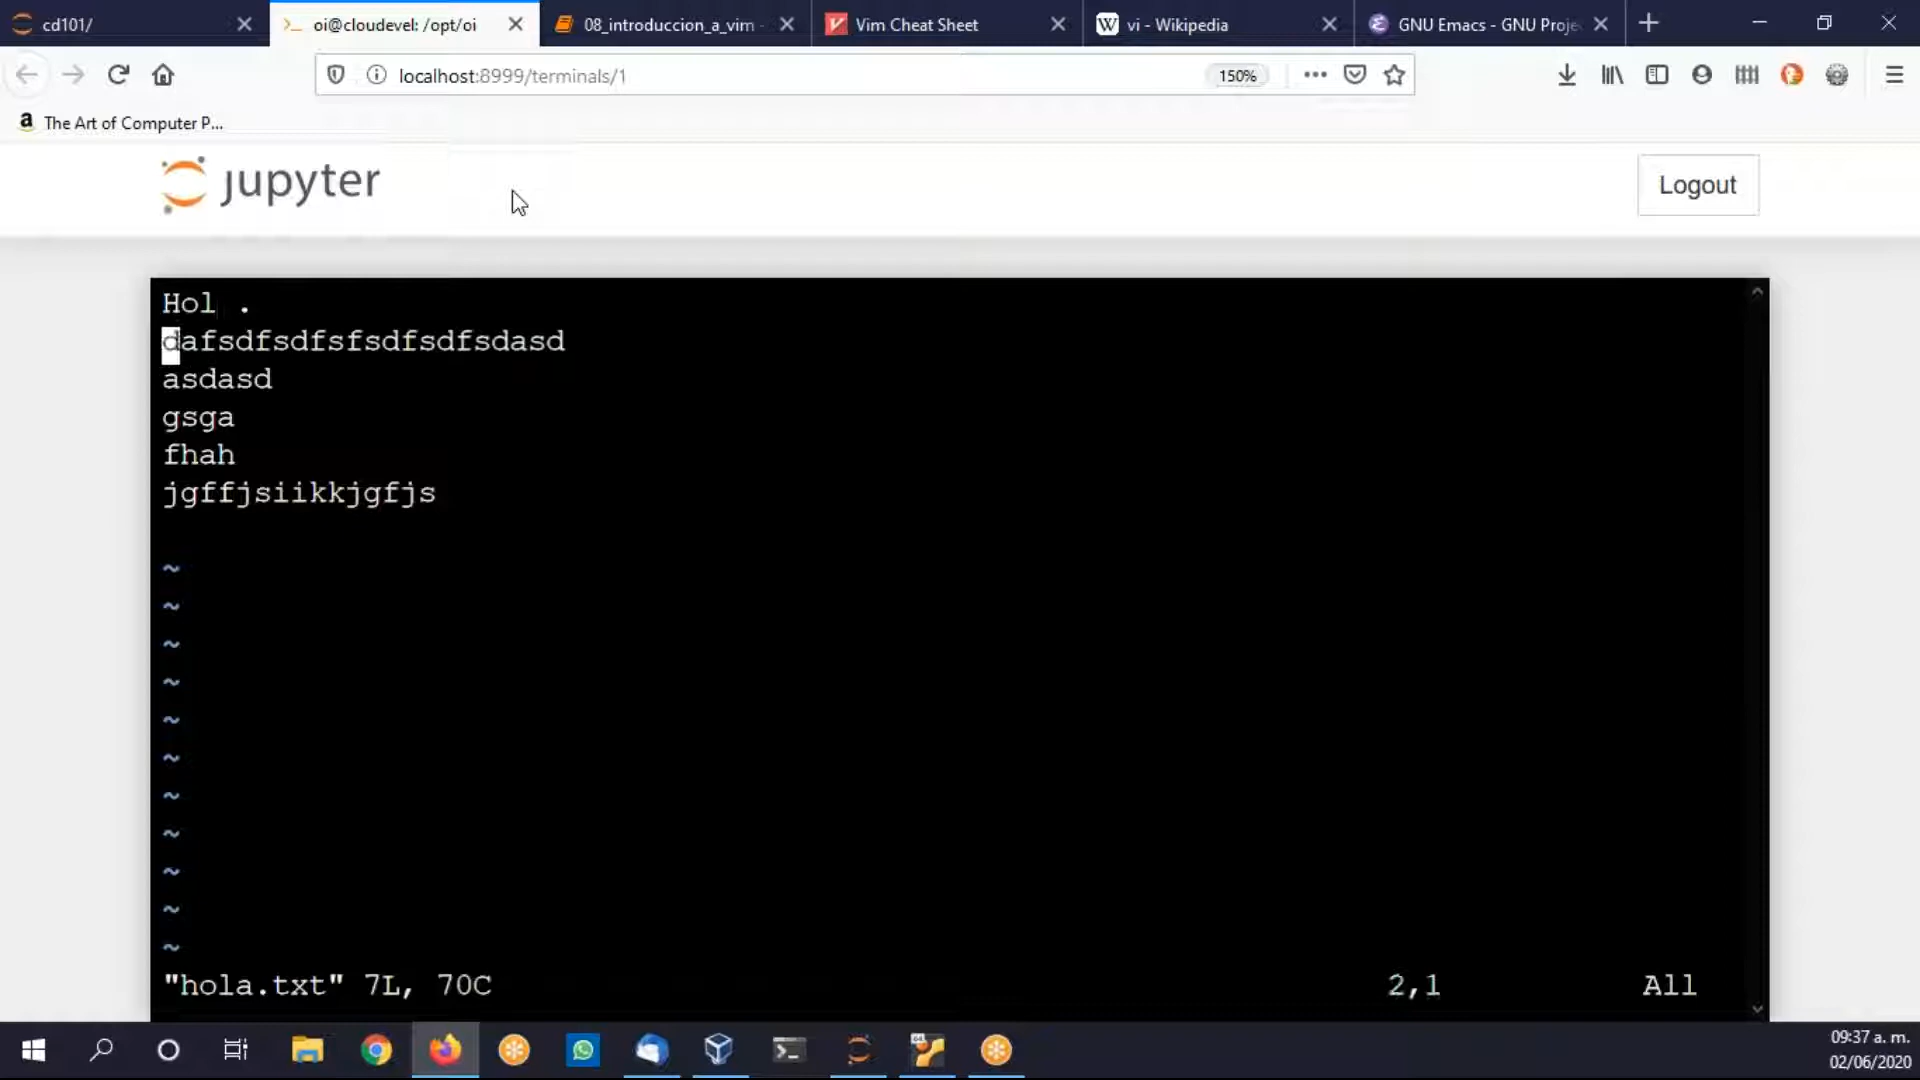 cd101/
oi@cloudevel: /opt/oi
08_introduccion_a_vim -
Vim Cheat Sheet
W vi - Wikipedia
GNU Emacs - GNU Proje
localhost:8999/terminals/1
150%
a The Art of Computer P...
jupyter
Logout
Hol .
dafsdfsdfsfsdfsdfsdasd
asdasd
gsga
fhah
jgffjsiikkjgfjs
~
~
~
~
~
~
~
~
~
~
~
"hola.txt" 7L, 70C 2,1 All
09:37 a. m.
02/06/2020